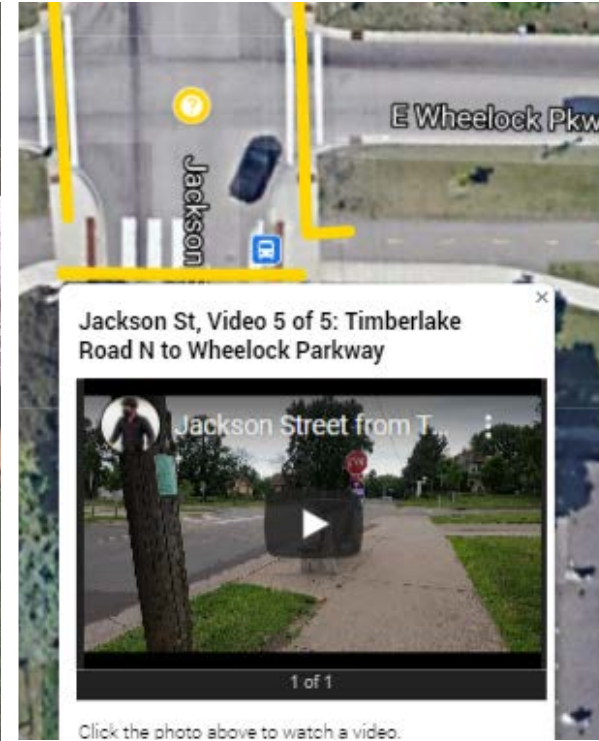 ?
E Wheelock Pkw
Jackson
×
Jackson St, Video 5 of 5: Timberlake
Road N to Wheelock Parkway
Jackson Street from T...
1 of 1
Click the photo above to watch a video.